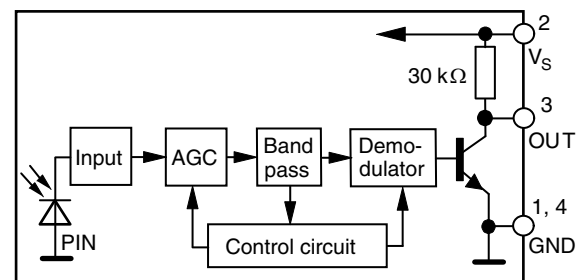 2
V_S
30 kΩ
3
OUT
Input
AGC
Band
pass
Demo-
dulator
PIN
Control circuit
1, 4
GND